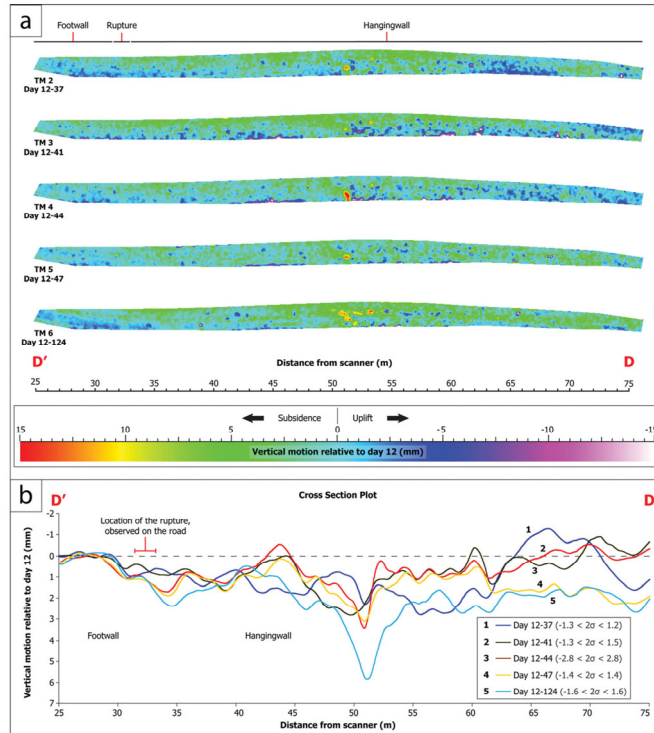 a
Footwall Rupture Hangingwall
TM 2
Day 12-37
TM 3
Day 12-41
TM 4
Day 12-44
TM 5
Day 12-47
TM 6
Day 12-124
D' D
Distance from scanner (m)
25 30 35 40 45 50 55 60 65 70 75
Subsidence Uplift
15 10 5 0 -5 -10 -15
Vertical motion relative to day 12 (mm)
b
Cross Section Plot
D' D
Vertical motion relative to day 12 (mm)
-2
-1
0
1
2
3
4
5
6
7
Location of the rupture,
observed on the road
Footwall Hangingwall
1
2
3
4
5
1 Day 12-37 (-1.3 < 2σ < 1.2)
2 Day 12-41 (-1.3 < 2σ < 1.5)
3 Day 12-44 (-2.8 < 2σ < 2.8)
4 Day 12-47 (-1.4 < 2σ < 1.4)
5 Day 12-124 (-1.6 < 2σ < 1.6)
25 30 35 40 45 50 55 60 65 70 75
Distance from scanner (m)